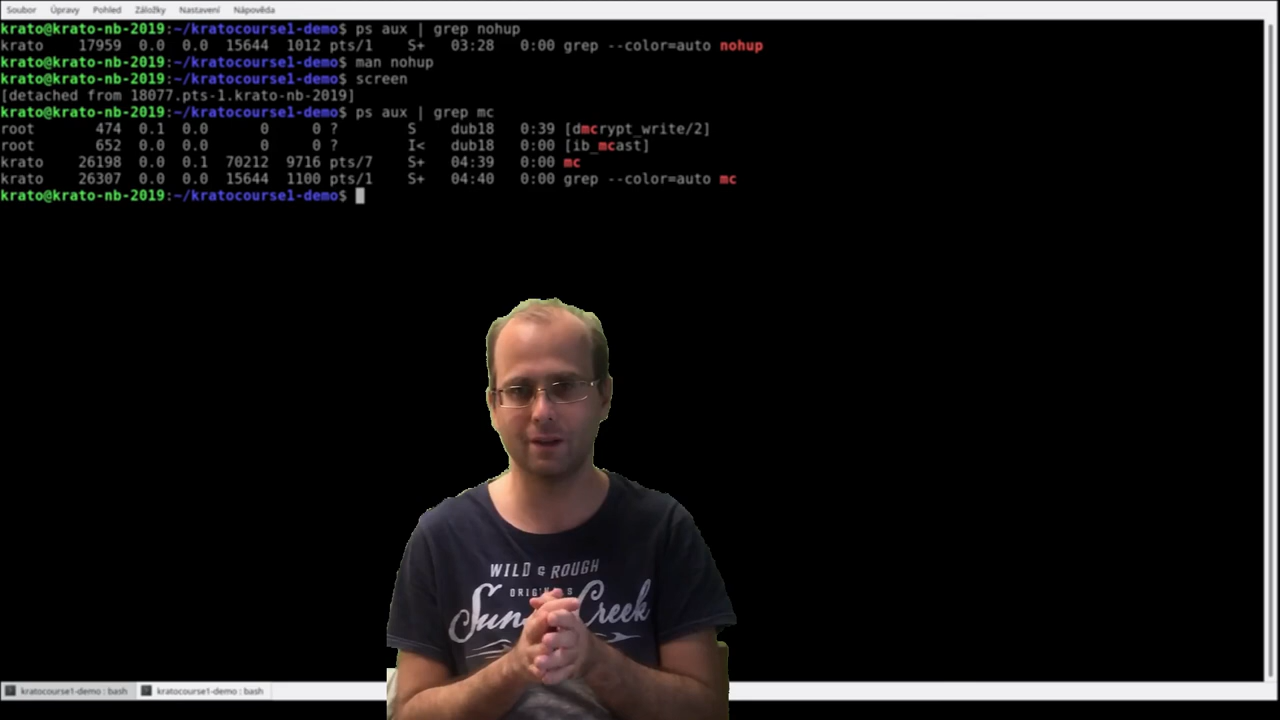 Soubor Úpravy Pohled Záložky Nastavení Nápověda
krato@krato-nb-2019:~/kratocourse1-demo$ ps aux | grep nohup
krato 17959 0.0 0.0 15644 1012 pts/1 S+ 03:28 0:00 grep --color=auto nohup
krato@krato-nb-2019:~/kratocourse1-demo$ man nohup
krato@krato-nb-2019:~/kratocourse1-demo$ screen
[detached from 18077.pts-1.krato-nb-2019]
krato@krato-nb-2019:~/kratocourse1-demo$ ps aux | grep mc
root 474 0.1 0.0 0 0 ? S dub18 0:39 [dmcrypt_write/2]
root 652 0.0 0.0 0 0 ? I< dub18 0:00 [ib_mcast]
krato 26198 0.0 0.1 70212 9716 pts/7 S+ 04:39 0:00 mc
krato 26307 0.0 0.0 15644 1100 pts/1 S+ 04:40 0:00 grep --color=auto mc
krato@krato-nb-2019:~/kratocourse1-demo$
WILD & ROUGH
Creek
kratocourse1-demo : bash kratocourse1-demo : bash